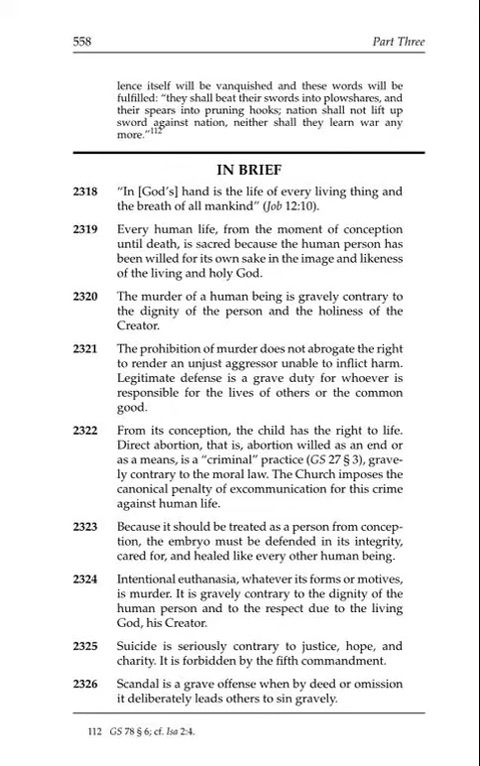 558 Part Three
lence itself will be vanquished and these words will be
fulfilled: “they shall beat their swords into plowshares, and
their spears into pruning hooks; nation shall not lift up
sword against nation, neither shall they learn war any
more.”112
IN BRIEF
2318 “In [God’s] hand is the life of every living thing and
the breath of all mankind” (Job 12:10).
2319 Every human life, from the moment of conception
until death, is sacred because the human person has
been willed for its own sake in the image and likeness
of the living and holy God.
2320 The murder of a human being is gravely contrary to
the dignity of the person and the holiness of the
Creator.
2321 The prohibition of murder does not abrogate the right
to render an unjust aggressor unable to inflict harm.
Legitimate defense is a grave duty for whoever is
responsible for the lives of others or the common
good.
2322 From its conception, the child has the right to life.
Direct abortion, that is, abortion willed as an end or
as a means, is a “criminal” practice (GS 27 § 3), grave-
ly contrary to the moral law. The Church imposes the
canonical penalty of excommunication for this crime
against human life.
2323 Because it should be treated as a person from concep-
tion, the embryo must be defended in its integrity,
cared for, and healed like every other human being.
2324 Intentional euthanasia, whatever its forms or motives,
is murder. It is gravely contrary to the dignity of the
human person and to the respect due to the living
God, his Creator.
2325 Suicide is seriously contrary to justice, hope, and
charity. It is forbidden by the fifth commandment.
2326 Scandal is a grave offense when by deed or omission
it deliberately leads others to sin gravely.
112 GS 78 § 6; cf. Isa 2:4.